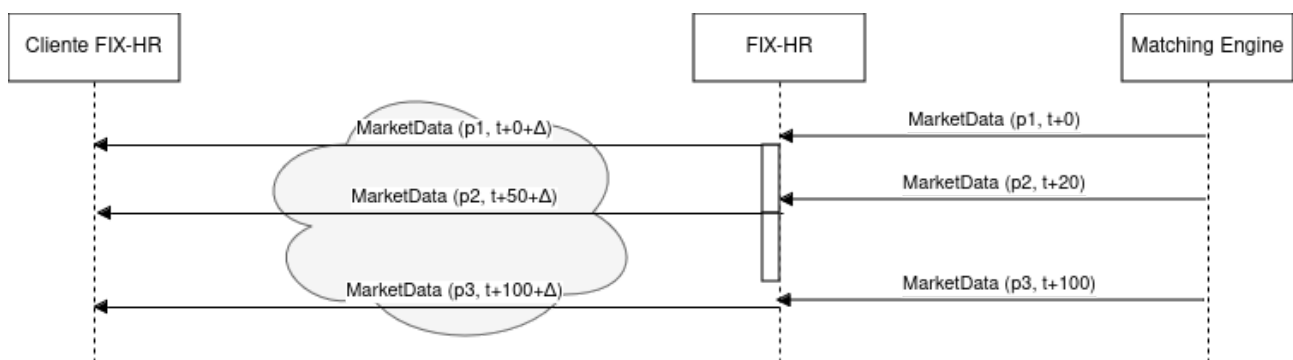 Cliente FIX-HR
FIX-HR
Matching Engine
MarketData (p1, t+0+Δ)
MarketData (p1, t+0)
MarketData (p2, t+50+Δ)
MarketData (p2, t+20)
MarketData (p3, t+100+Δ)
MarketData (p3, t+100)